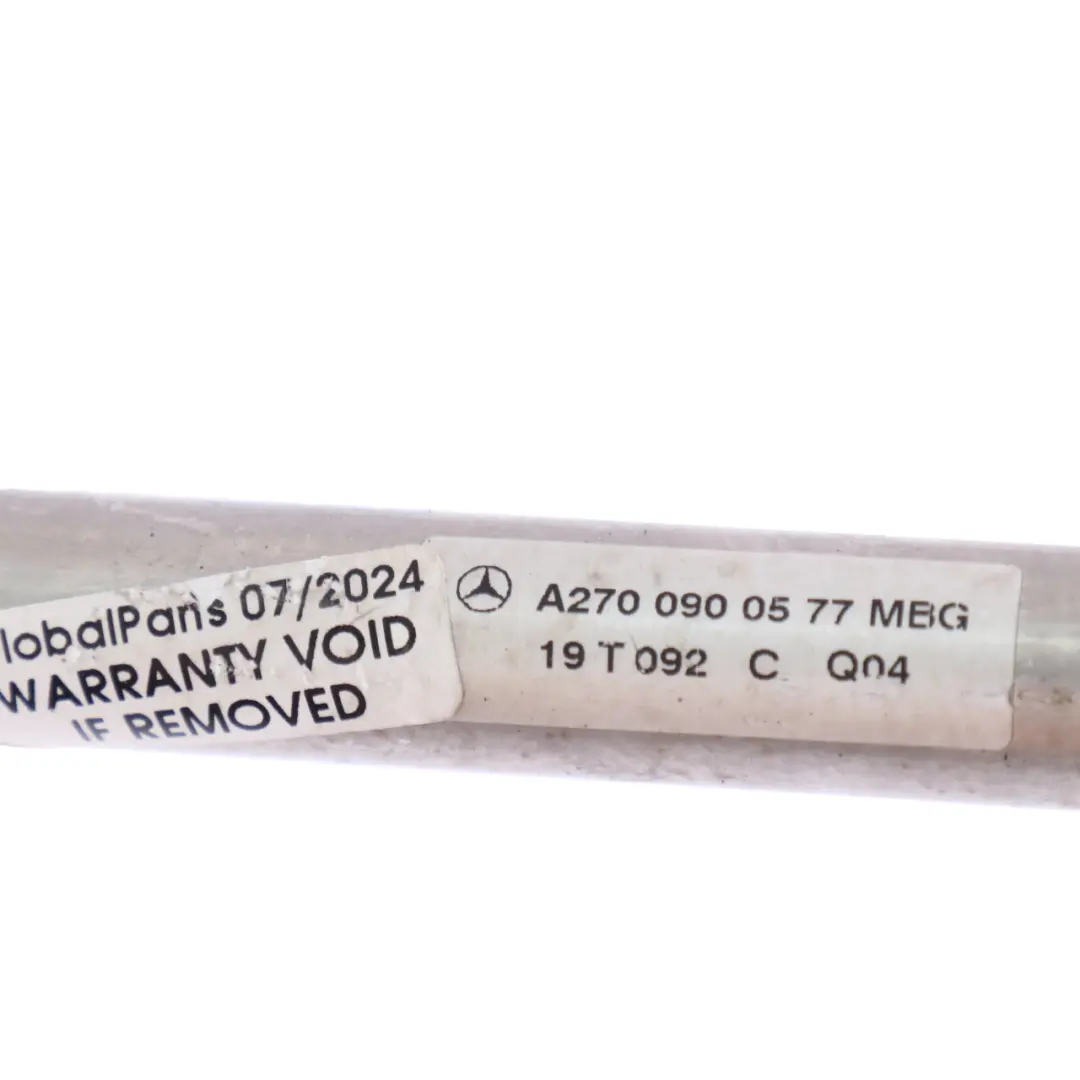 lobalParts 07/2024
WARRANTY VOID
IF REMOVED
A270 090 05 77 MBG
19 T 092 C Q04